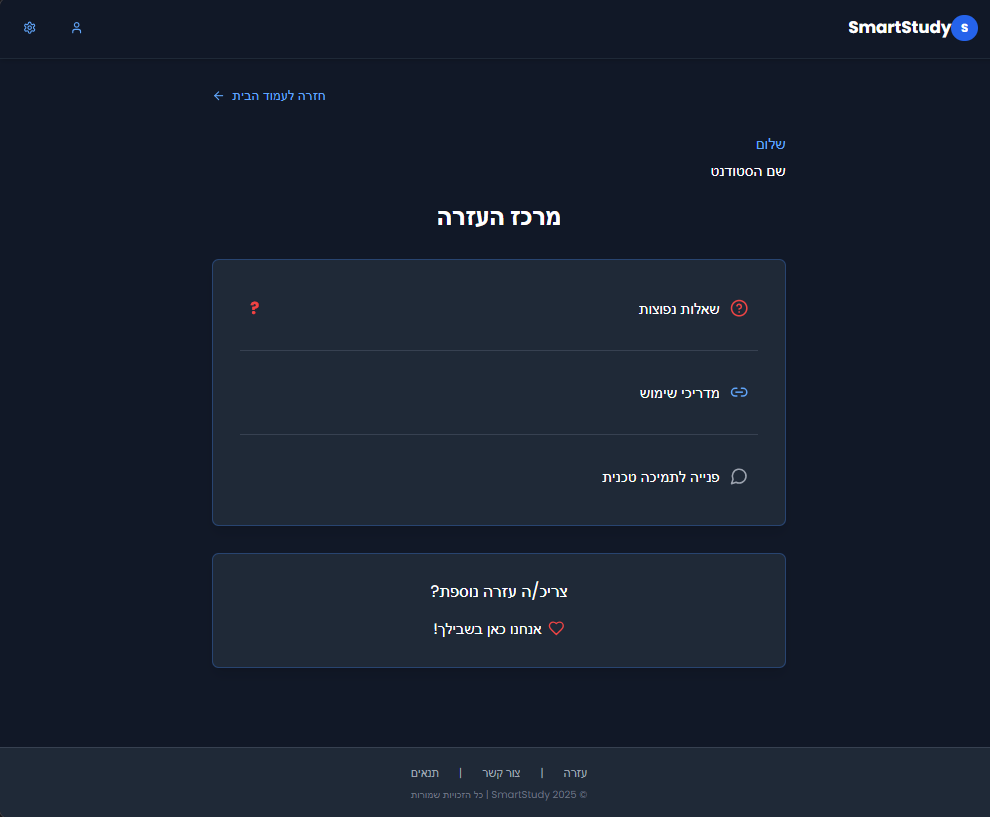 SmartStudy S
חזרה לעמוד הבית
שלום
שם הסטודנט
מרכז העזרה
שאלות נפוצות ?
מדריכי שימוש
פנייה לתמיכה טכנית
צריכ/ה עזרה נוספת?
אנחנו כאן בשבילך!
עזרה | צור קשר | תנאים
© 2025 SmartStudy | כל הזכויות שמורות